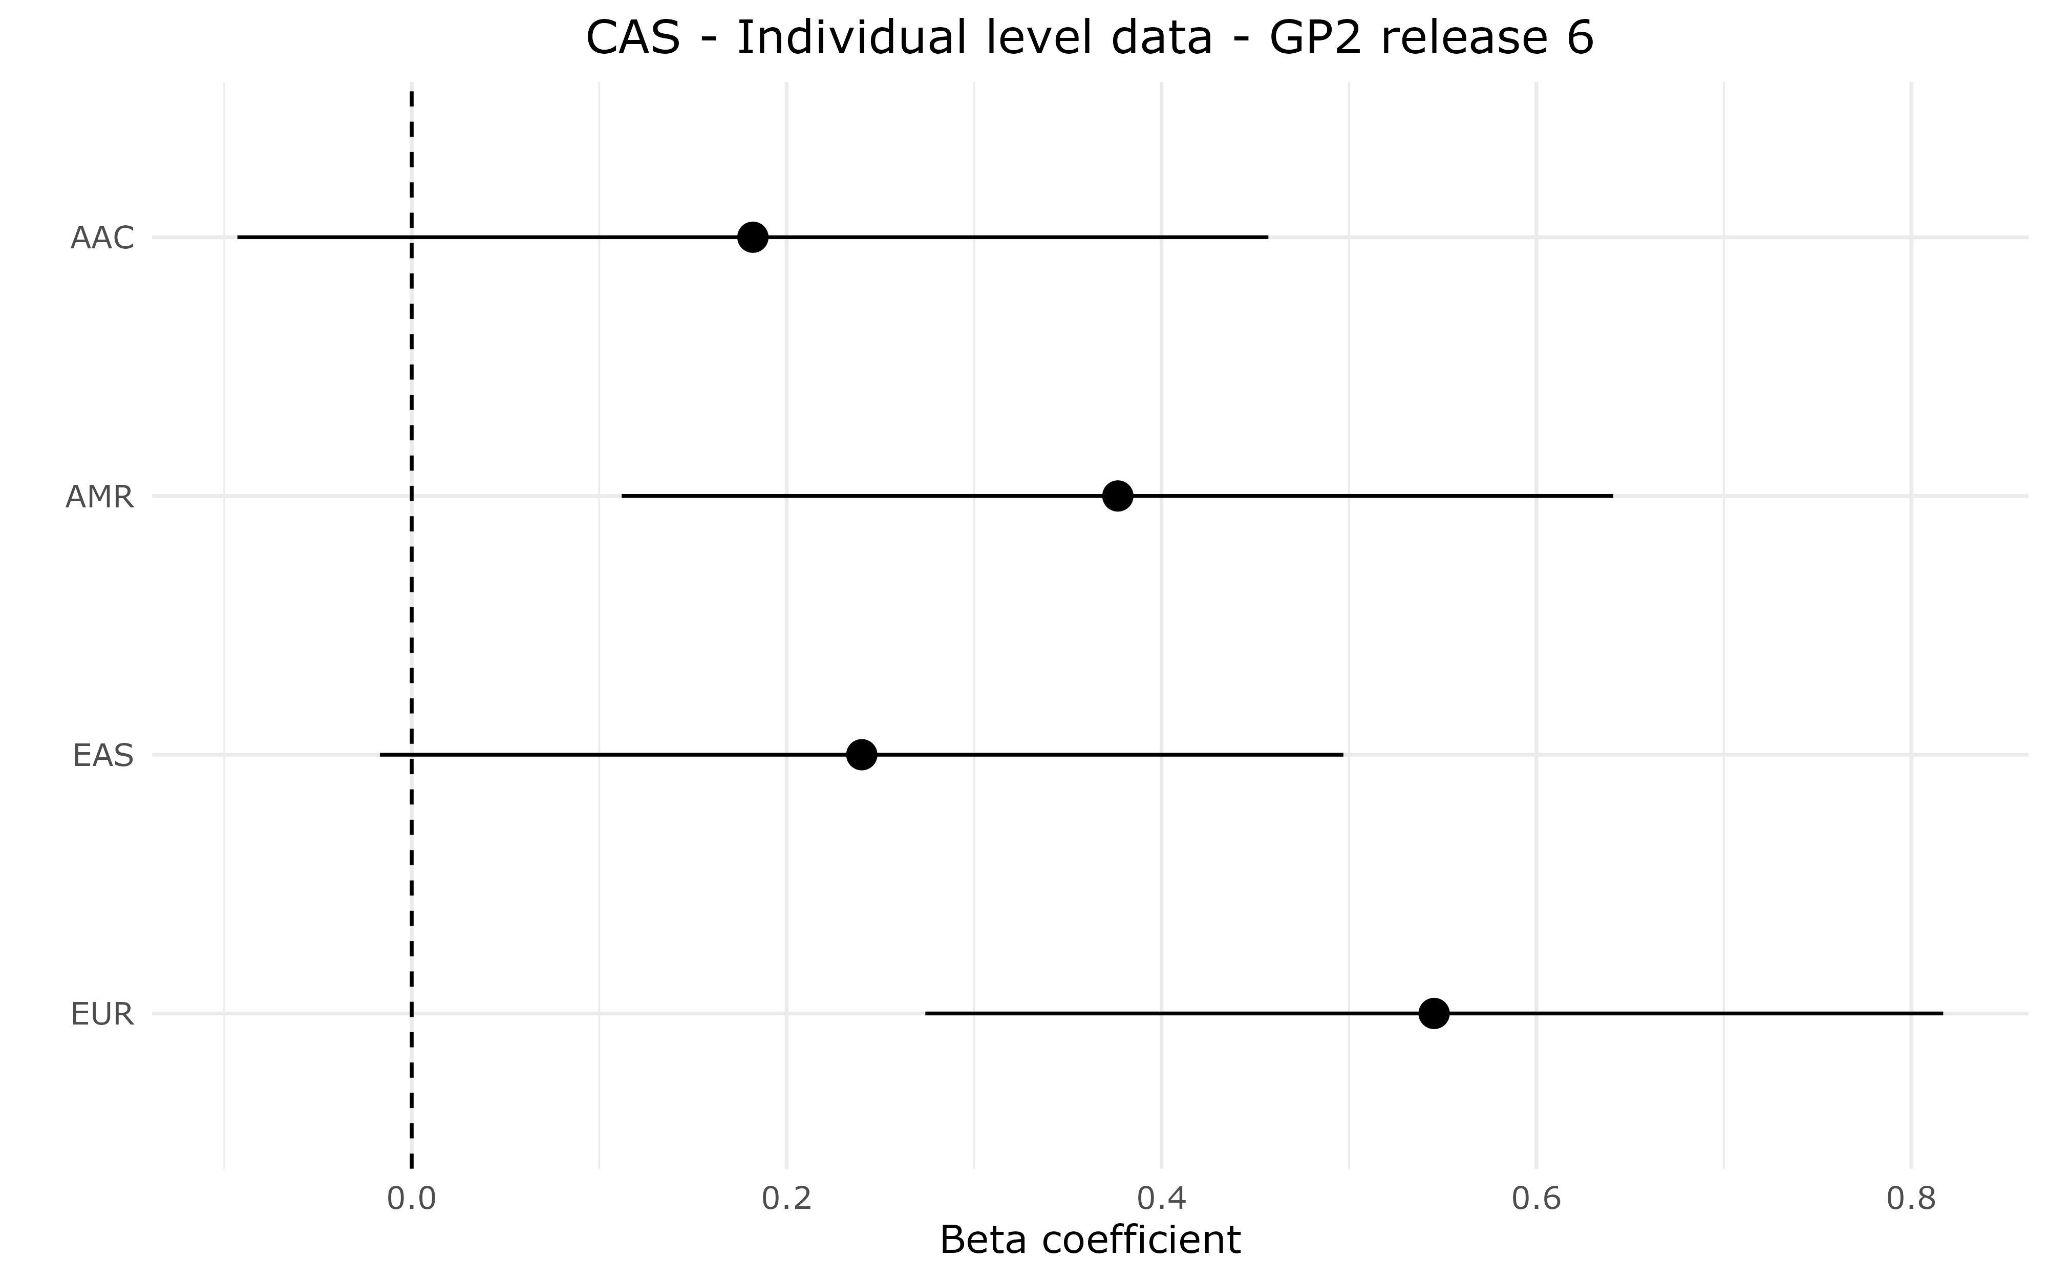 CAS - Individual level data - GP2 release 6
AAC
AMR
EAS
EUR
0.0 0.2 0.4 0.6 0.8
Beta coefficient